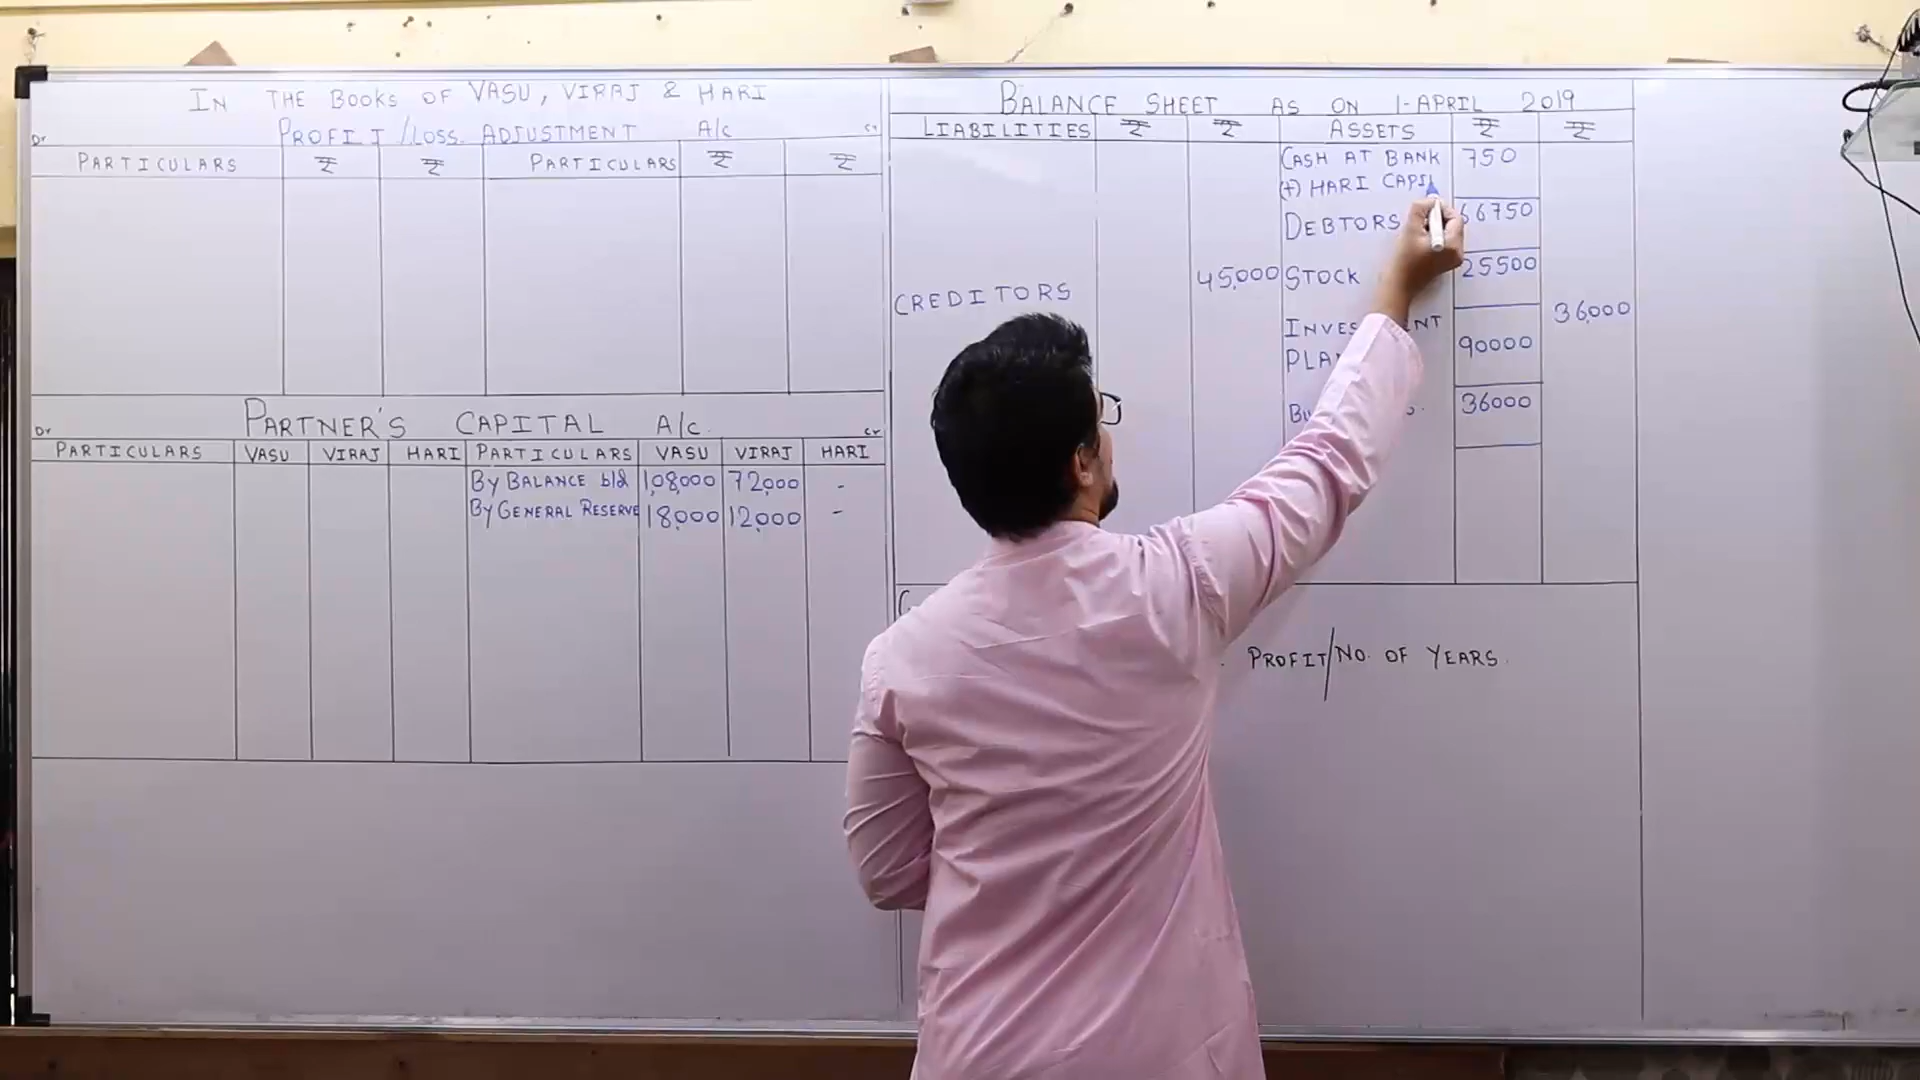 IN THE BOOKS OF VASU, VIRAJ & HARI
PROFIT/LOSS ADJUSTMENT A/c
Dr Cr
PARTICULARS ₹ ₹ PARTICULARS ₹ ₹
PARTNER'S CAPITAL A/c.
Dr Cr
PARTICULARS VASU VIRAJ HARI PARTICULARS VASU VIRAJ HARI
By BALANCE b/d 1,08,000 72,000 -
By GENERAL RESERVE 18,000 12,000 -
BALANCE SHEET AS ON 1-APRIL 2019
LIABILITIES ₹ ₹ ASSETS ₹ ₹
CASH AT BANK 750
(+) HARI CAPI
DEBTORS 66750
CREDITORS 45,000 STOCK 25500
36,000
PLA 90000
36000
PROFIT/NO. OF YEARS.